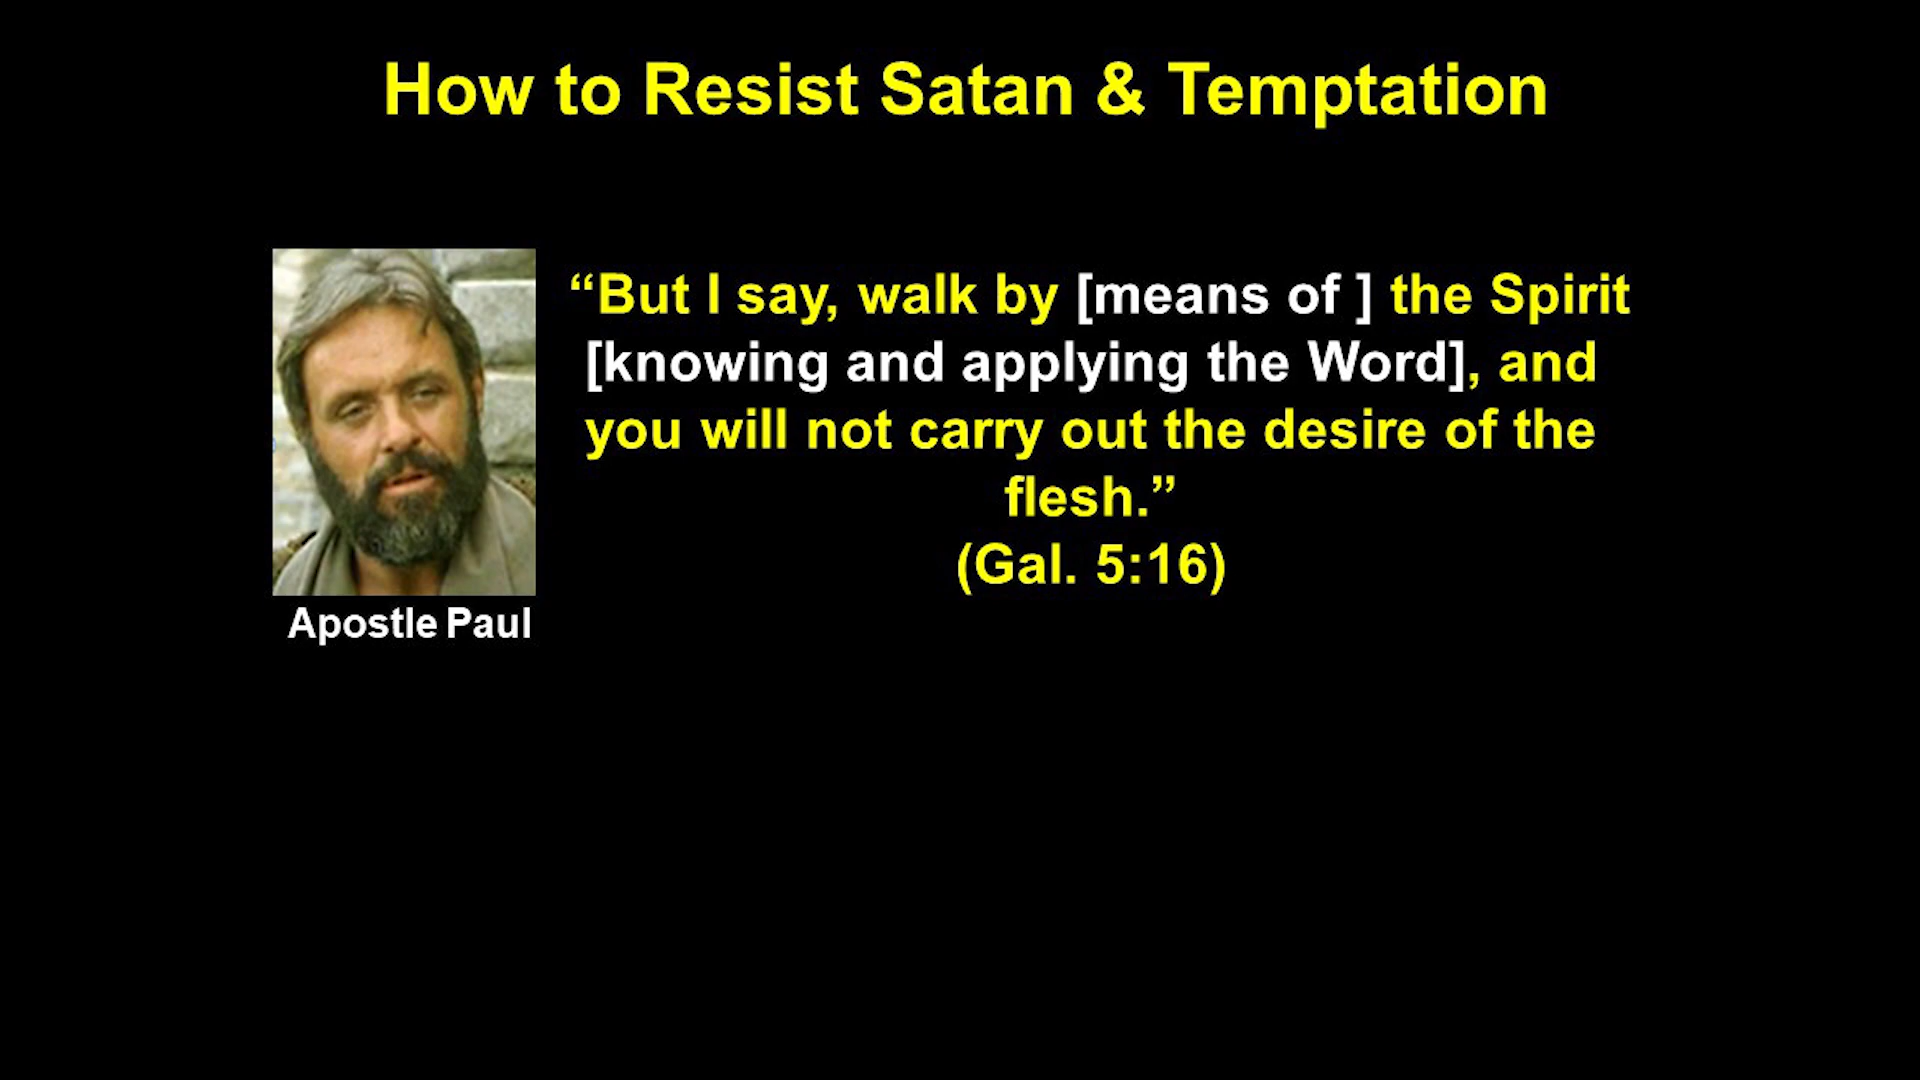 How to Resist Satan & Temptation
“But I say, walk by [means of ] the Spirit
[knowing and applying the Word], and
you will not carry out the desire of the
flesh.”
(Gal. 5:16)
Apostle Paul